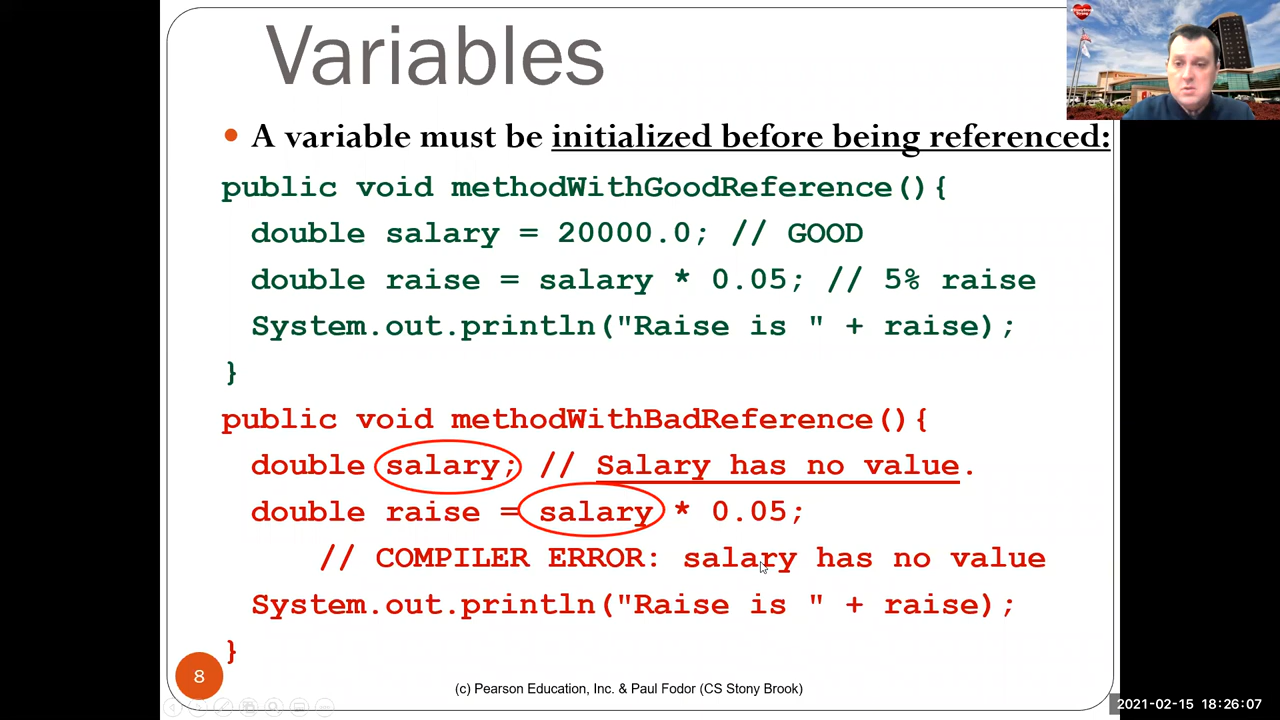 Variables
• A variable must be initialized before being referenced:
public void methodWithGoodReference(){
double salary = 20000.0; // GOOD
double raise = salary * 0.05; // 5% raise
System.out.println("Raise is " + raise);
}
public void methodWithBadReference(){
double salary; // Salary has no value.
double raise = salary * 0.05;
// COMPILER ERROR: salary has no value
System.out.println("Raise is " + raise);
}
8
(c) Pearson Education, Inc. & Paul Fodor (CS Stony Brook)
2021-02-15 18:26:07